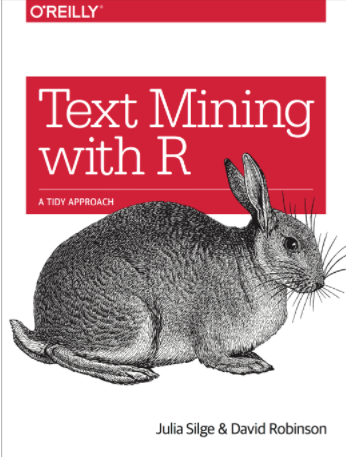 O'REILLY®
Text Mining
with R
A TIDY APPROACH
Julia Silge & David Robinson